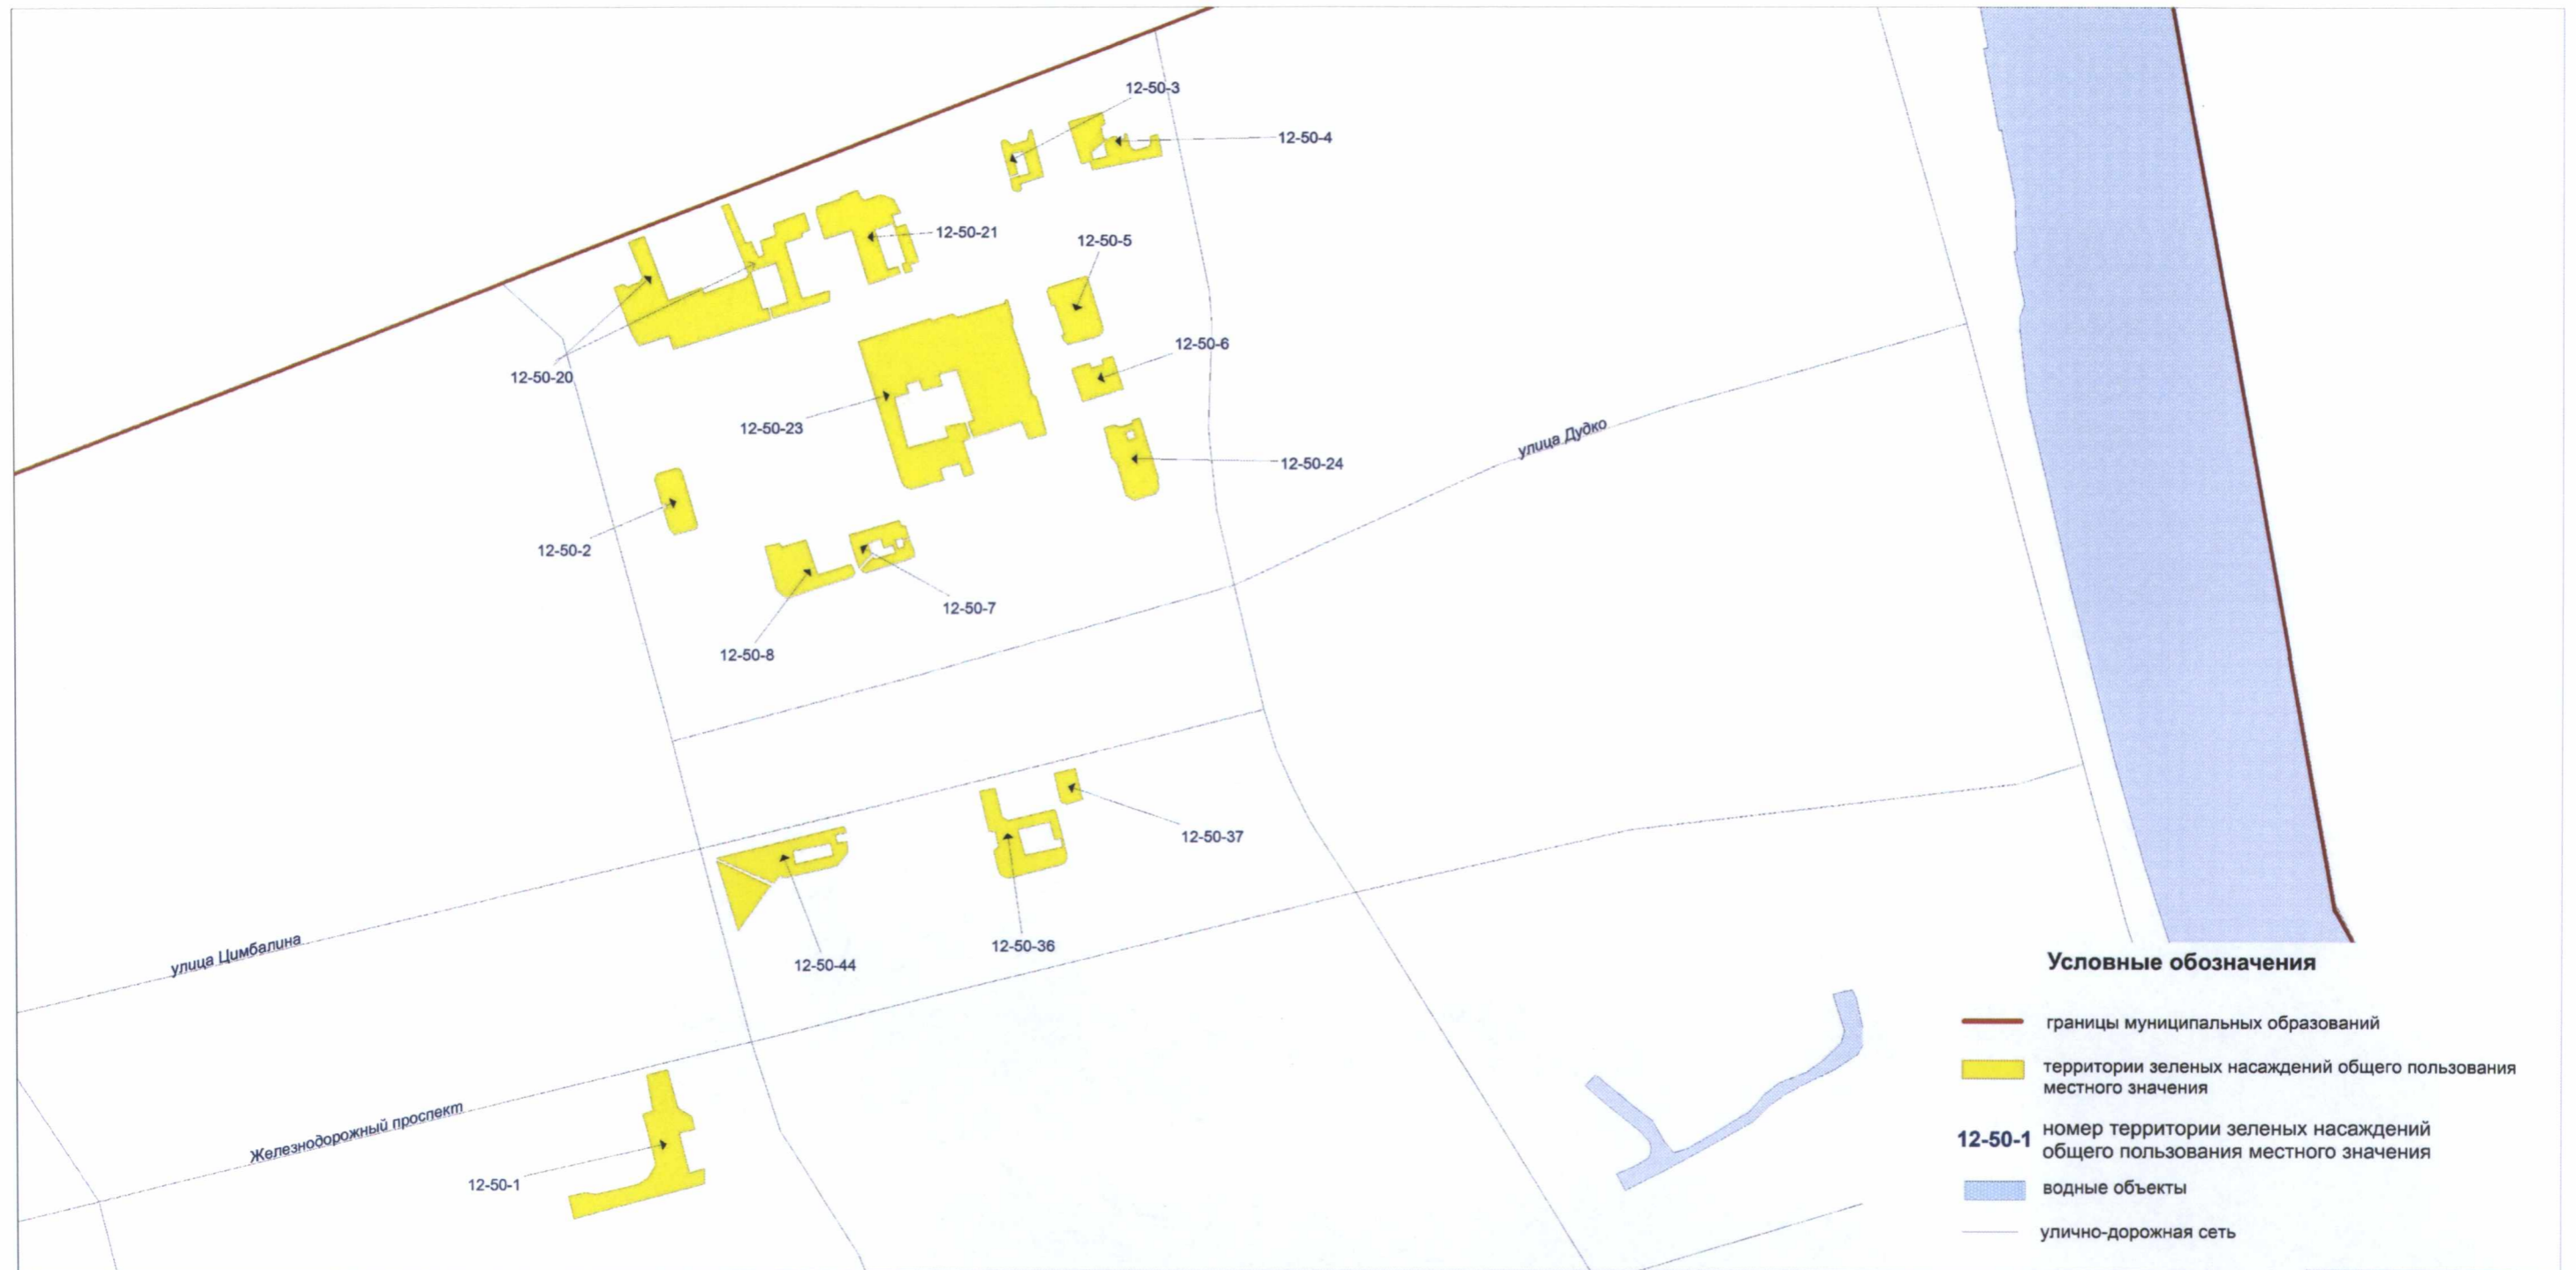 12-50-3
12-50-4
12-50-21
12-50-5
12-50-6
12-50-20
12-50-23
улица Дудко
12-50-24
12-50-2
12-50-7
12-50-8
12-50-37
улица Цимбалина
12-50-36
12-50-44
Железнодорожный проспект
12-50-1
Условные обозначения
границы муниципальных образований
территории зеленых насаждений общего пользования
местного значения
12-50-1 номер территории зеленых насаждений
общего пользования местного значения
водные объекты
улично-дорожная сеть